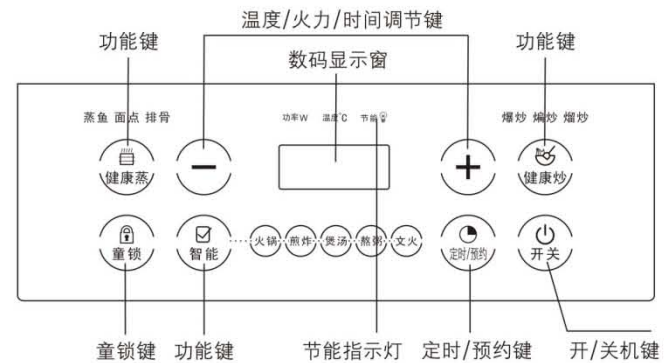 温度/火力/时间调节键
功能键
功能键
数码显示窗
蒸鱼 面点 排骨
功率W 温度℃ 节能
爆炒 煸炒 熘炒
健康蒸
健康炒
童锁
智能
火锅 煎炸 煲汤 熬粥 文火
定时/预约
开关
童锁键 功能键 节能指示灯 定时/预约键 开/关机键